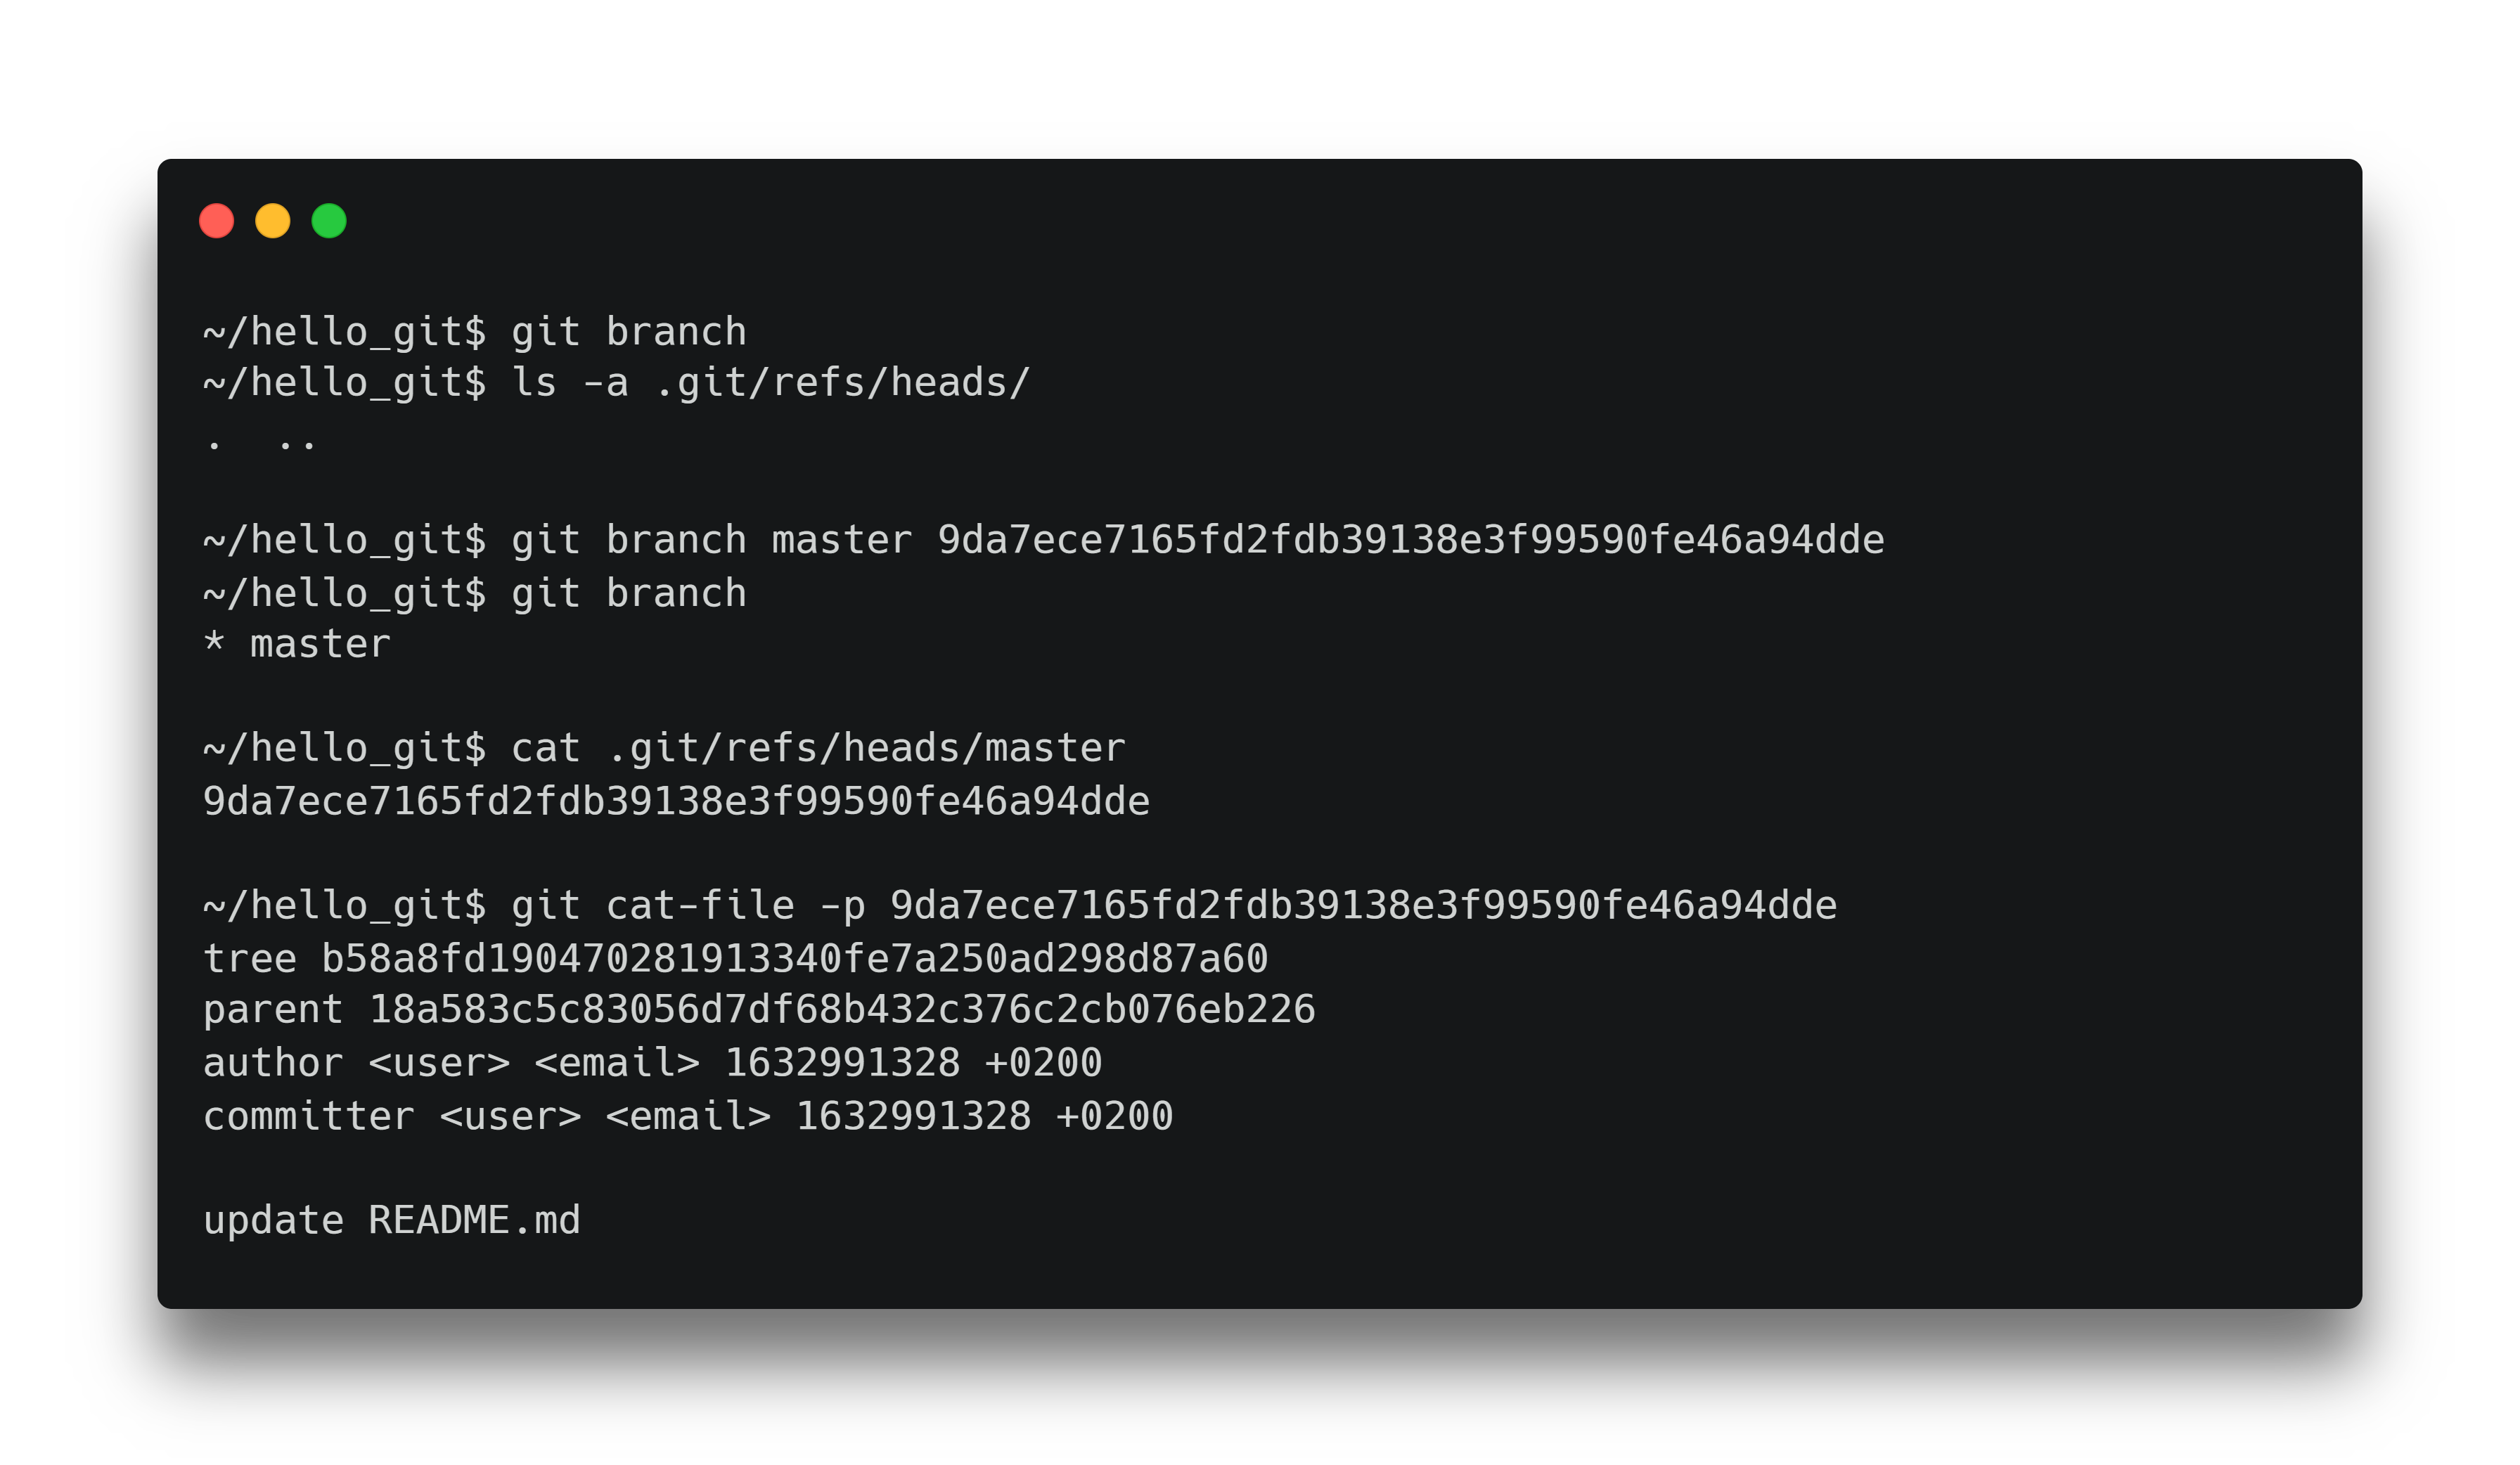 ~/hello_git$ git branch
~/hello_git$ ls -a .git/refs/heads/
.  ..
~/hello_git$ git branch master 9da7ece7165fd2fdb39138e3f99590fe46a94dde
~/hello_git$ git branch
* master
~/hello_git$ cat .git/refs/heads/master
9da7ece7165fd2fdb39138e3f99590fe46a94dde
~/hello_git$ git cat-file -p 9da7ece7165fd2fdb39138e3f99590fe46a94dde
tree b58a8fd190470281913340fe7a250ad298d87a60
parent 18a583c5c83056d7df68b432c376c2cb076eb226
author <user> <email> 1632991328 +0200
committer <user> <email> 1632991328 +0200
update README.md